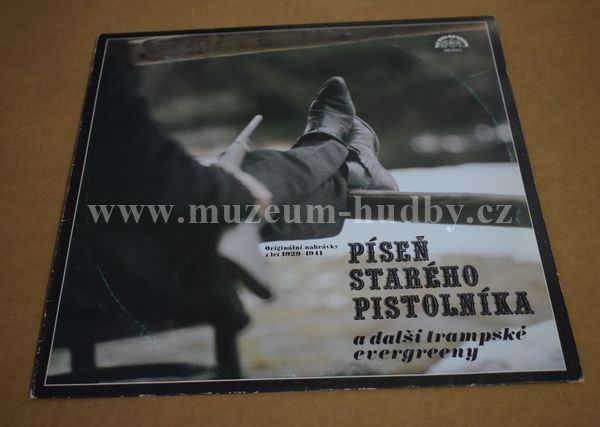 www.muzeum-hudby.cz
Originální nahrávky
z let 1929-1941
PÍSEŇ
STARÉHO
PISTOLNÍKA
a další trampské
evergreeny